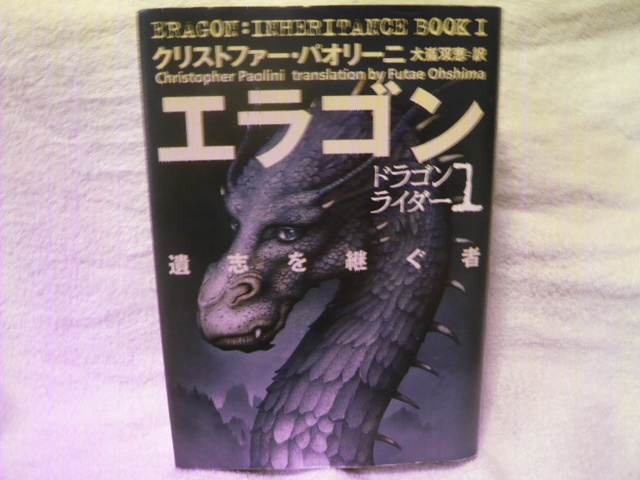 ERAGON:INHERITANCE BOOK I
クリストファー・パオリーニ 大嶌双恵=訳
Christopher Paolini translation by Futae Ohshima
エラゴン
ドラゴン
ライダー 1
遺志を継ぐ者